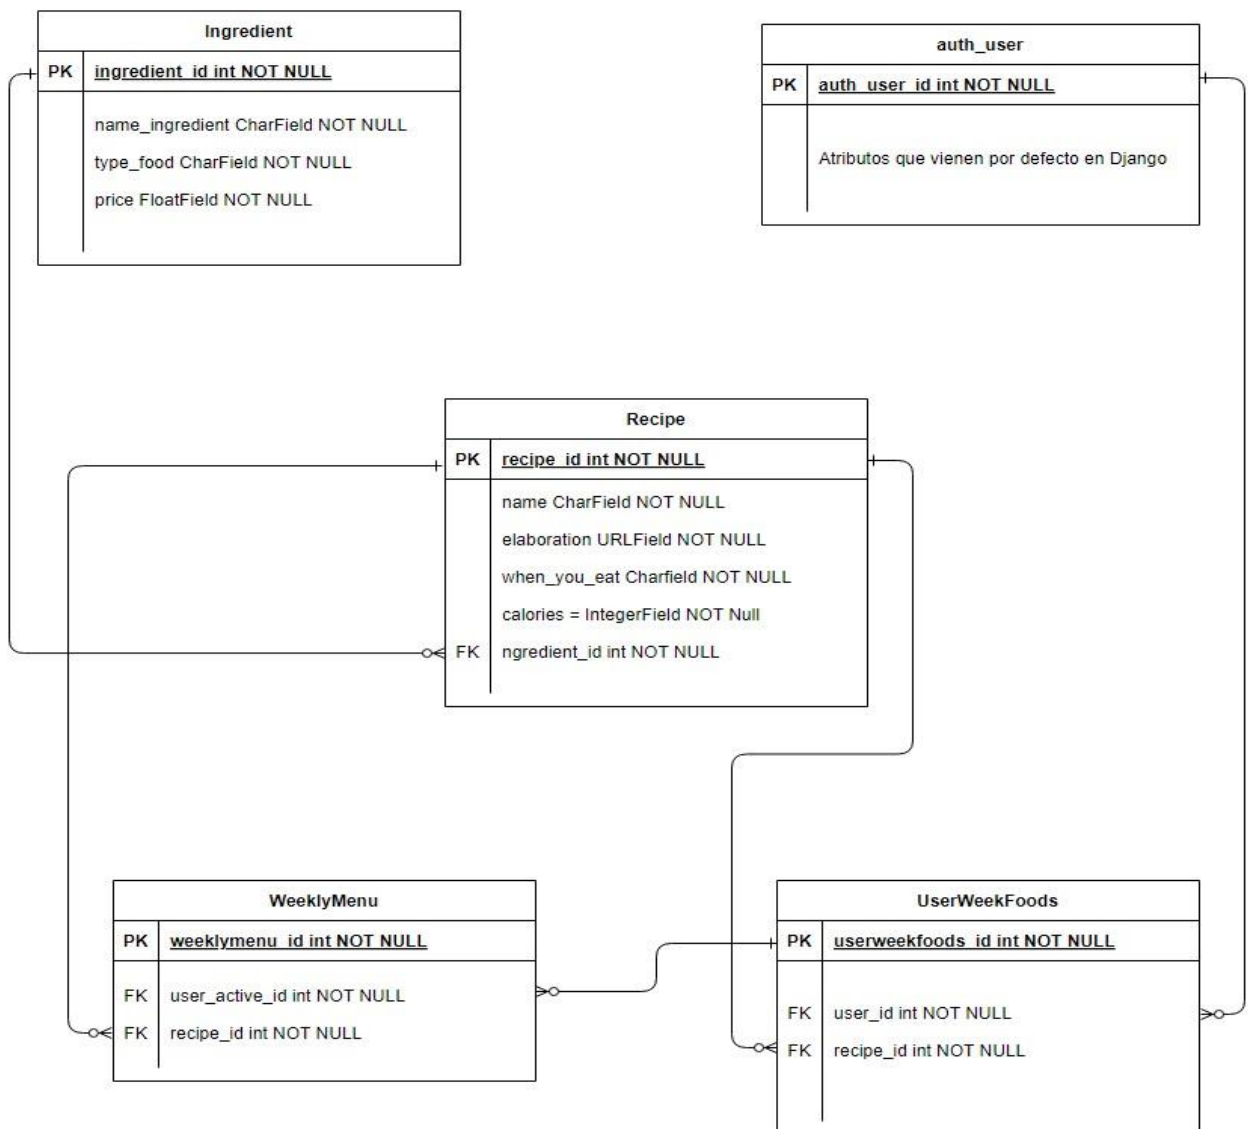 Ingredient
PK ingredient_id int NOT NULL
name_ingredient CharField NOT NULL
type_food CharField NOT NULL
price FloatField NOT NULL
auth_user
PK auth_user_id int NOT NULL
Atributos que vienen por defecto en Django
Recipe
PK recipe_id int NOT NULL
name CharField NOT NULL
elaboration URLField NOT NULL
when_you_eat Charfield NOT NULL
calories = IntegerField NOT Null
FK ngredient_id int NOT NULL
WeeklyMenu
PK weeklymenu_id int NOT NULL
FK user_active_id int NOT NULL
FK recipe_id int NOT NULL
UserWeekFoods
PK userweekfoods_id int NOT NULL
FK user_id int NOT NULL
FK recipe_id int NOT NULL